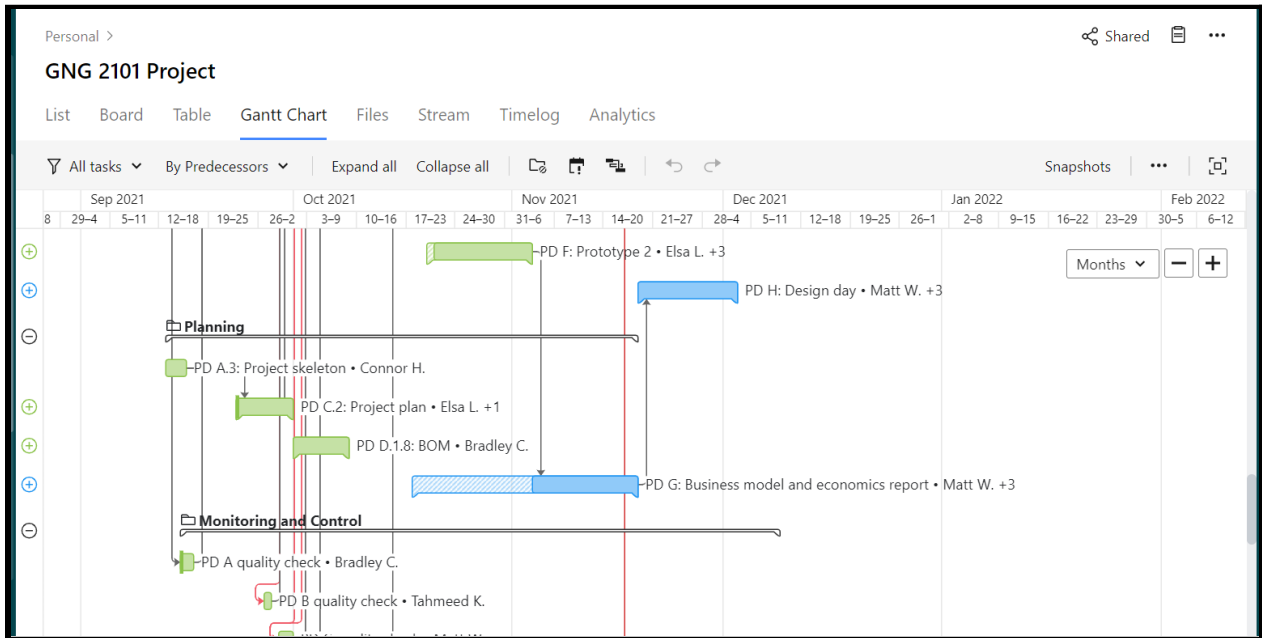 Personal >
Shared
GNG 2101 Project
List Board Table Gantt Chart Files Stream Timelog Analytics
All tasks By Predecessors Expand all Collapse all Snapshots
Sep 2021 Oct 2021 Nov 2021 Dec 2021 Jan 2022 Feb 2022
8 29–4 5–11 12–18 19–25 26–2 3–9 10–16 17–23 24–30 31–6 7–13 14–20 21–27 28–4 5–11 12–18 19–25 26–1 2–8 9–15 16–22 23–29 30–5 6–12
PD F: Prototype 2 • Elsa L. +3
Months
PD H: Design day • Matt W. +3
Planning
PD A.3: Project skeleton • Connor H.
PD C.2: Project plan • Elsa L. +1
PD D.1.8: BOM • Bradley C.
PD G: Business model and economics report • Matt W. +3
Monitoring and Control
PD A quality check • Bradley C.
PD B quality check • Tahmeed K.